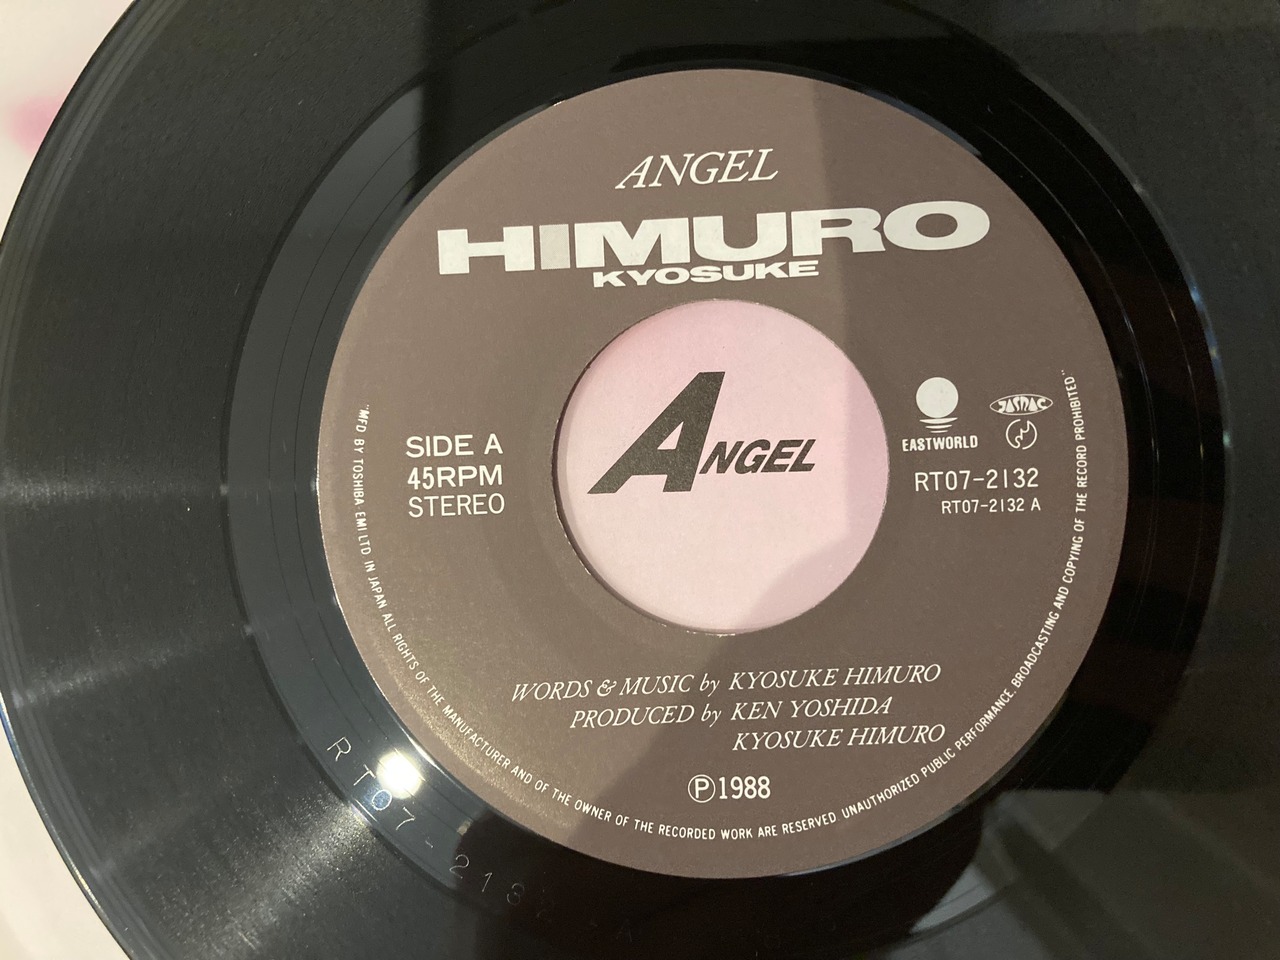 ANGEL
HIMURO
KYOSUKE
ANGEL
SIDE A
45RPM
STEREO
EASTWORLD
JASRAC
RT07-2132
RT07-2132 A
WORDS & MUSIC by KYOSUKE HIMURO
PRODUCED by KEN YOSHIDA
KYOSUKE HIMURO
Ⓟ1988
"MFD BY TOSHIBA-EMI LTD. IN JAPAN ALL RIGHTS OF THE MANUFACTURER AND OF THE OWNER OF THE RECORDED WORK ARE RESERVED UNAUTHORIZED PUBLIC PERFORMANCE. BROADCASTING AND COPYING OF THE RECORD PROHIBITED"
RT07-2132